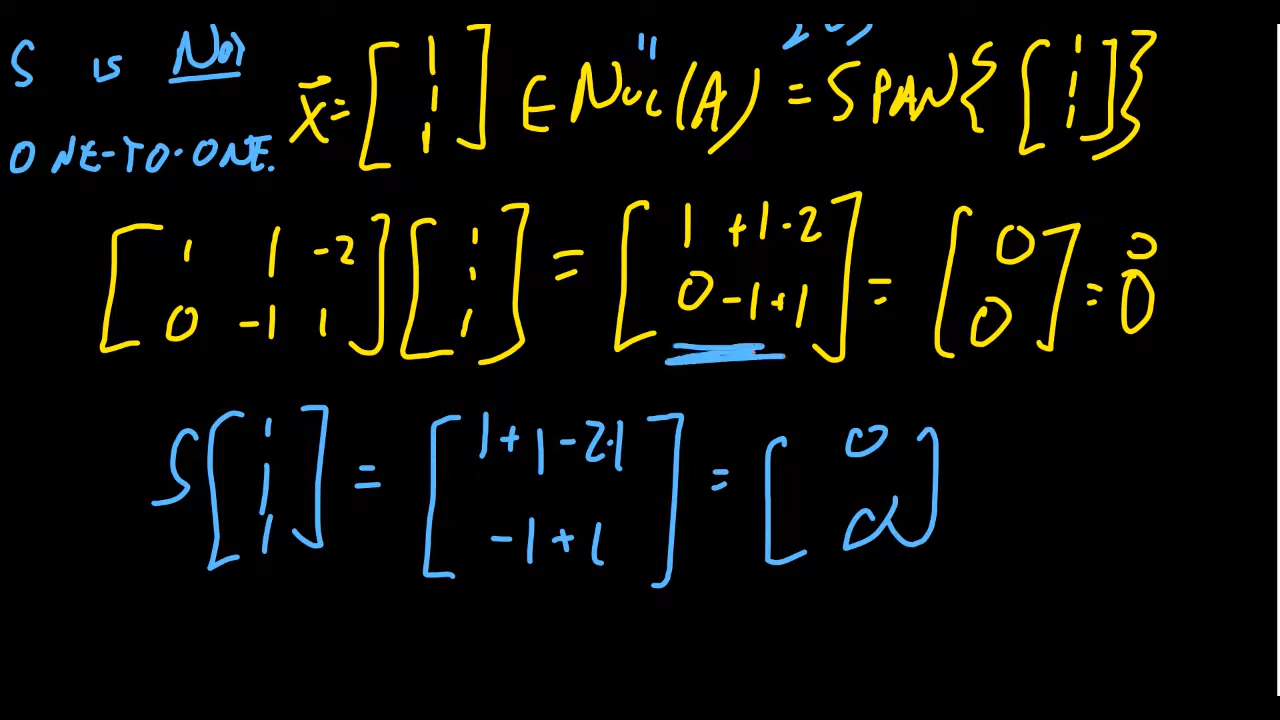 S is Not
ONE-TO-ONE.
x⃗ = [1 1 1] ∈ Nul(A) = SPAN{[1 1 1]}
[1 1 -2; 0 -1 1] [1; 1; 1] = [1 +1 -2; 0 -1 +1] = [0; 0] = 0⃗
S[1; 1; 1] = [1 + 1 - 2·1; -1 + 1] = [0; 0]